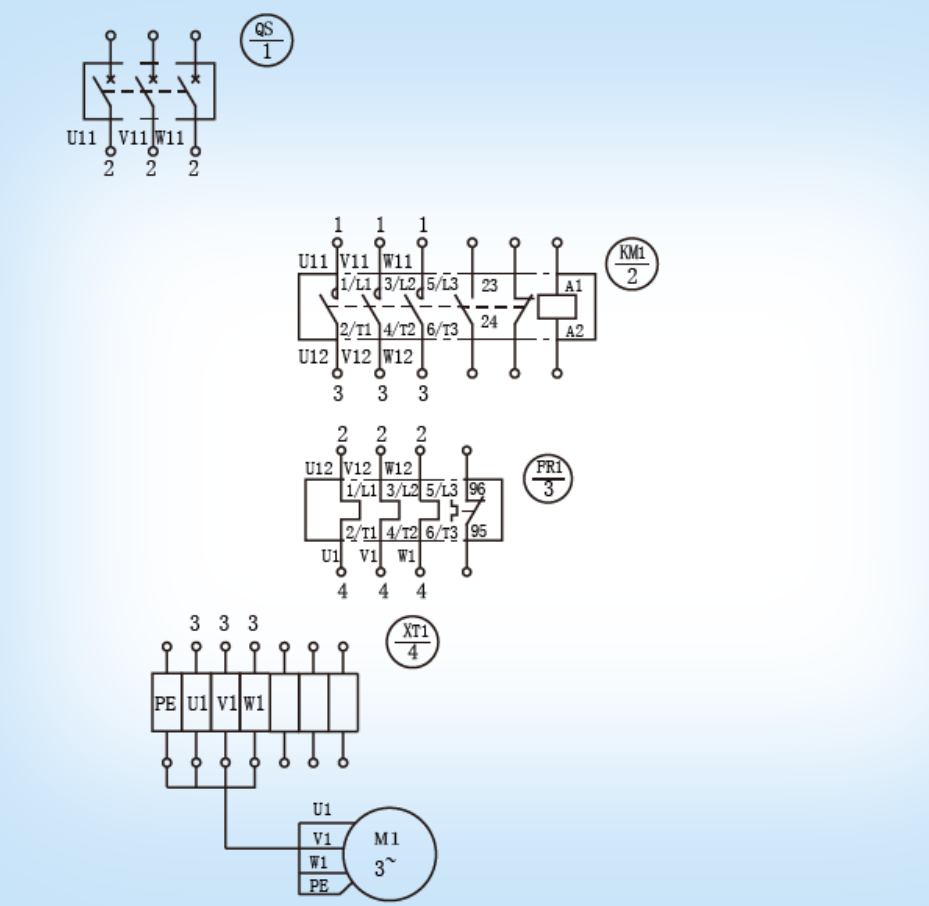 QS
1
U11 V11 W11
2 2 2
1 1 1
U11 V11 W11
KM1
2
1/L1 3/L2 5/L3 23 A1
2/T1 4/T2 6/T3 24 A2
U12 V12 W12
3 3 3
2 2 2
U12 V12 W12
FR1
3
1/L1 3/L2 5/L3 96
2/T1 4/T2 6/T3 95
U1 V1 W1
4 4 4
3 3 3
XT1
4
PE U1 V1 W1
U1
V1
W1
PE
M1
3~